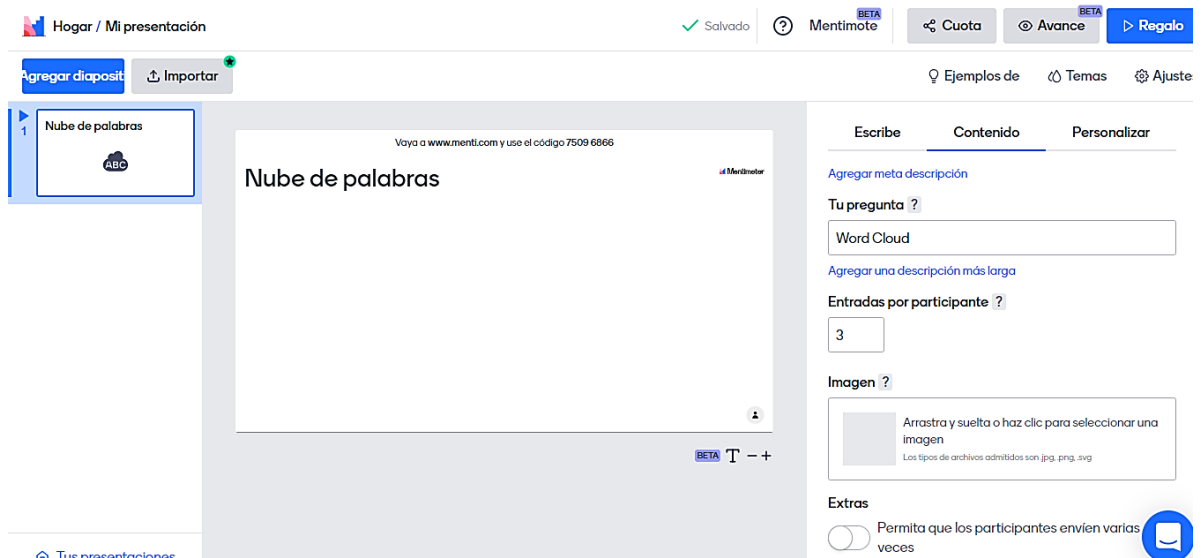 Hogar / Mi presentación
Salvado
?
Mentimote
BETA
Cuota
Avance
BETA
Regalo
Agregar diaposit
Importar
Ejemplos de
Temas
Ajuste
1
Nube de palabras
ABC
Vaya a www.menti.com y use el código 7509 6866
Nube de palabras
Mentimeter
BETA T − +
Escribe
Contenido
Personalizar
Agregar meta descripción
Tu pregunta ?
Word Cloud
Agregar una descripción más larga
Entradas por participante ?
3
Imagen ?
Arrastra y suelta o haz clic para seleccionar una
imagen
Los tipos de archivos admitidos son .jpg, .png, .svg
Extras
Permita que los participantes envíen varias
veces
Tus presentaciones